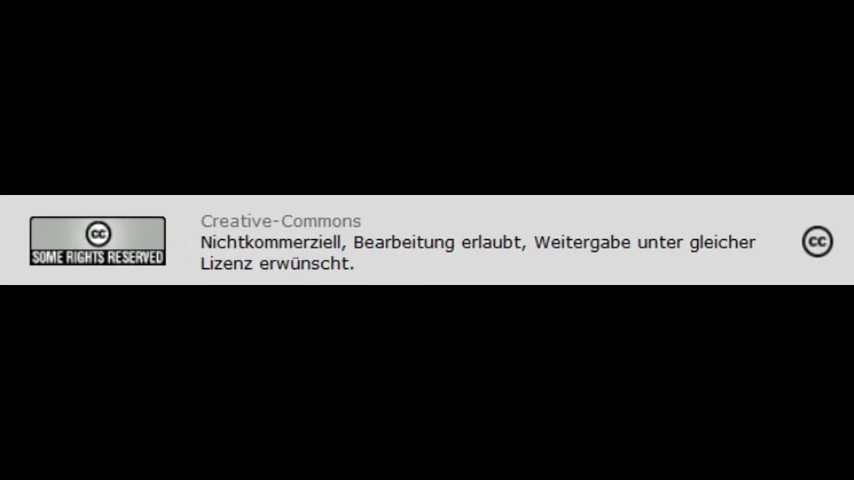 Creative-Commons
Nichtkommerziell, Bearbeitung erlaubt, Weitergabe unter gleicher
Lizenz erwünscht.
cc
SOME RIGHTS RESERVED
cc